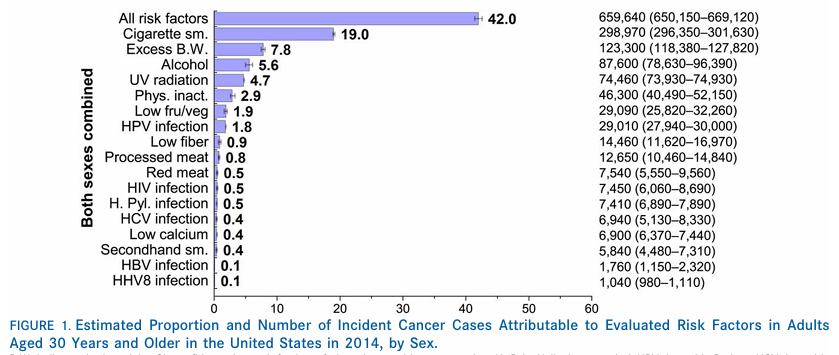 All risk factors 42.0 659,640 (650,150–669,120)
Cigarette sm. 19.0 298,970 (296,350–301,630)
Excess B.W. 7.8 123,300 (118,380–127,820)
Alcohol 5.6 87,600 (78,630–96,390)
UV radiation 4.7 74,460 (73,930–74,930)
Phys. inact. 2.9 46,300 (40,490–52,150)
Low fru/veg 1.9 29,090 (25,820–32,260)
HPV infection 1.8 29,010 (27,940–30,000)
Low fiber 0.9 14,460 (11,620–16,970)
Processed meat 0.8 12,650 (10,460–14,840)
Red meat 0.5 7,540 (5,550–9,560)
HIV infection 0.5 7,450 (6,060–8,690)
H. Pyl. infection 0.5 7,410 (6,890–7,890)
HCV infection 0.4 6,940 (5,130–8,330)
Low calcium 0.4 6,900 (6,370–7,440)
Secondhand sm. 0.4 5,840 (4,480–7,310)
HBV infection 0.1 1,760 (1,150–2,320)
HHV8 infection 0.1 1,040 (980–1,110)
Both sexes combined
0 10 20 30 40 50 60
FIGURE 1. Estimated Proportion and Number of Incident Cancer Cases Attributable to Evaluated Risk Factors in Adults
Aged 30 Years and Older in the United States in 2014, by Sex.